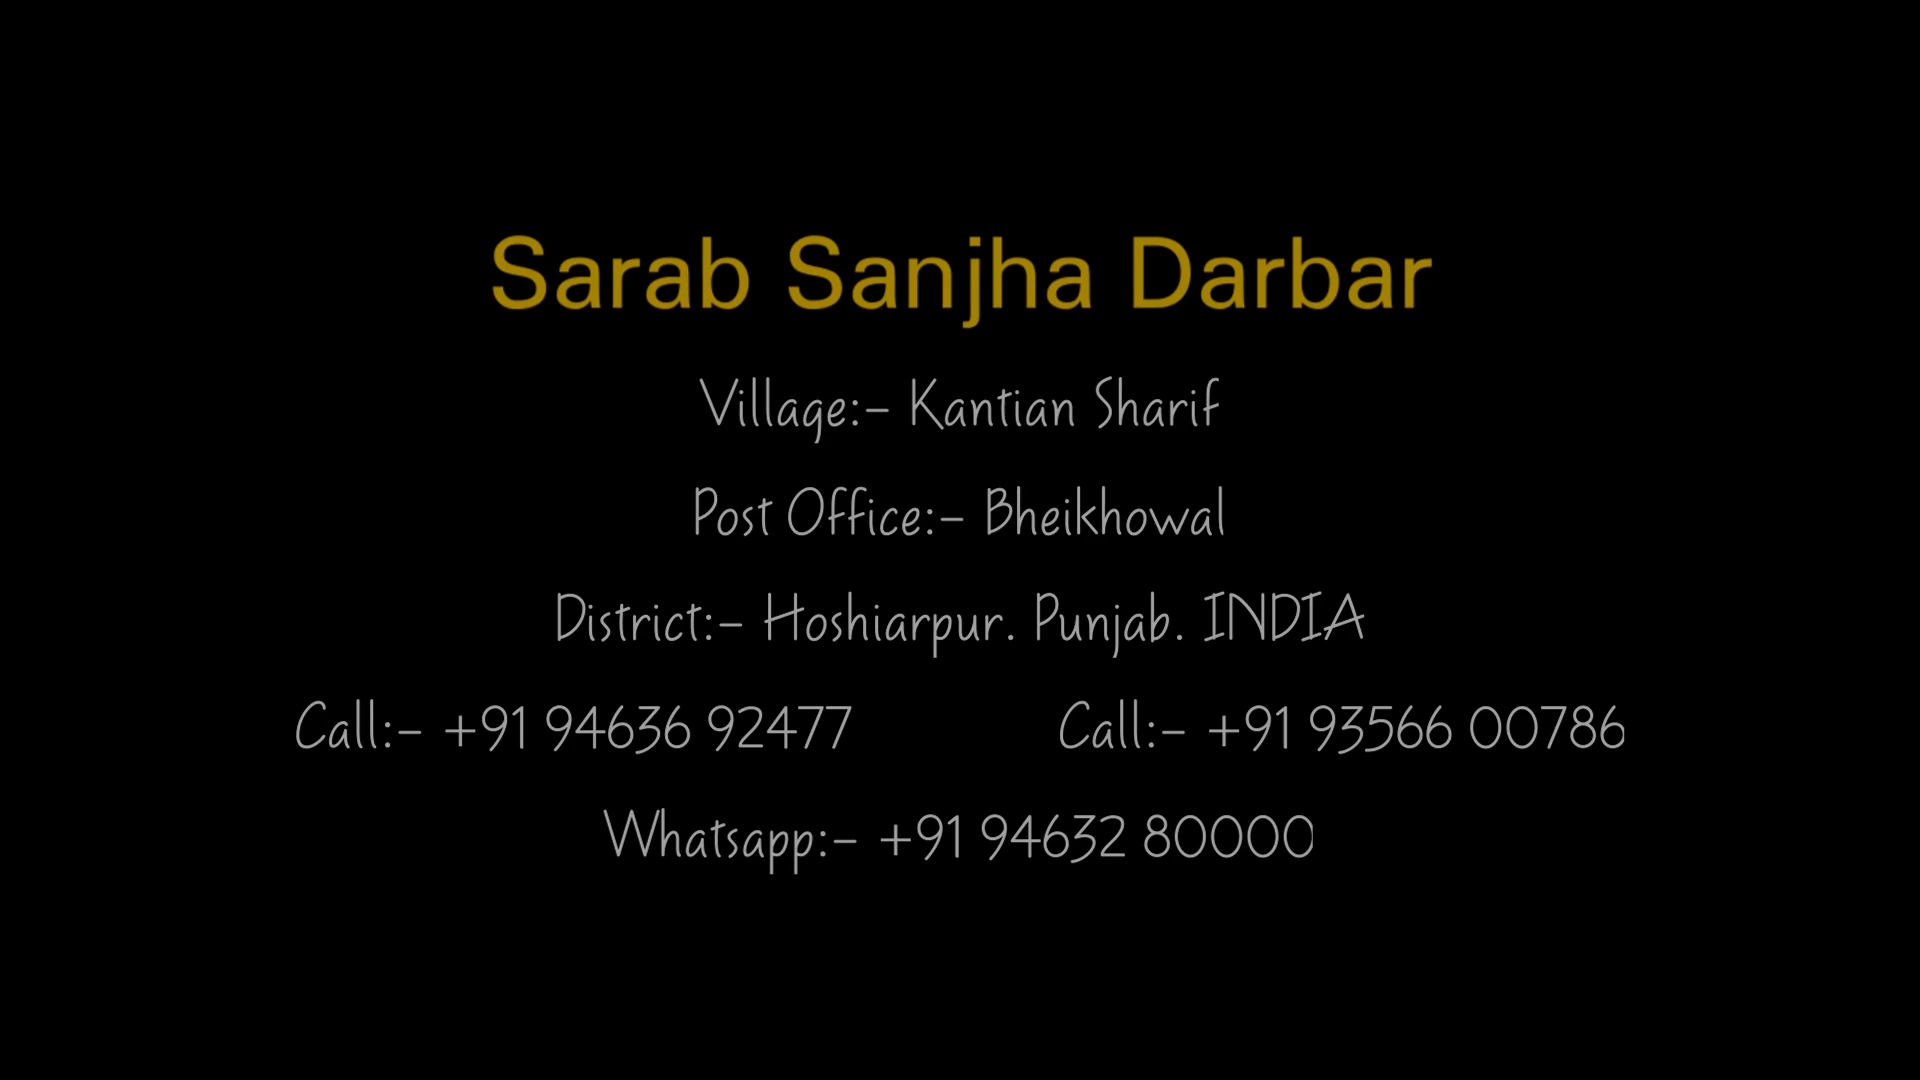 Sarab Sanjha Darbar
Village:- Kantian Sharif
Post Office:- Bheikhowal
District:- Hoshiarpur. Punjab. INDIA
Call:- +91 94636 92477 Call:- +91 93566 00786
Whatsapp:- +91 94632 80000